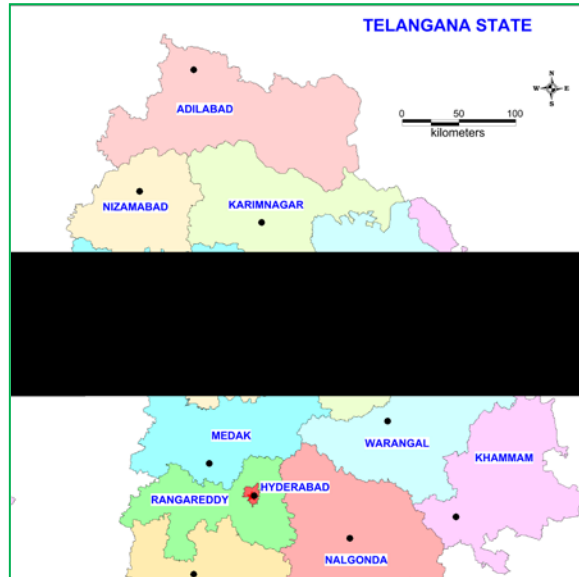 TELANGANA STATE
N
W E
S
ADILABAD
0 50 100
kilometers
NIZAMABAD
KARIMNAGAR
MEDAK
WARANGAL
KHAMMAM
HYDERABAD
RANGAREDDY
NALGONDA